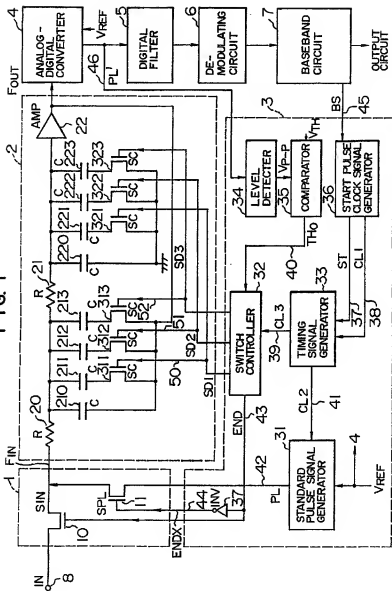 FIG. 1
IN
8
1
10
SIN
FIN
SPL
11
44
INV
37
ENDX
END
43
2
R
20
C
210
C
211
C
212
C
213
SC
311
SC
312
SC
313
R
21
C
220
C
221
C
222
C
223
SC
321
SC
322
SC
323
AMP
22
50
51
52
SD1
SD2
SD3
FOUT
4
ANALOG-DIGITAL CONVERTER
VREF
46
PL'
5
DIGITAL FILTER
6
DE-MODULATING CIRCUIT
7
BASEBAND CIRCUIT
OUTPUT CIRCUIT
BS
45
3
34
LEVEL DETECTER
VP-P
35
COMPARATOR
VTH
THo
40
32
SWITCH CONTROLLER
36
START PULSE CLOCK SIGNAL GENERATOR
ST
37
CL1
38
33
TIMING SIGNAL GENERATOR
CL3
39
CL2
41
31
STANDARD PULSE SIGNAL GENERATOR
PL
42
VREF
4